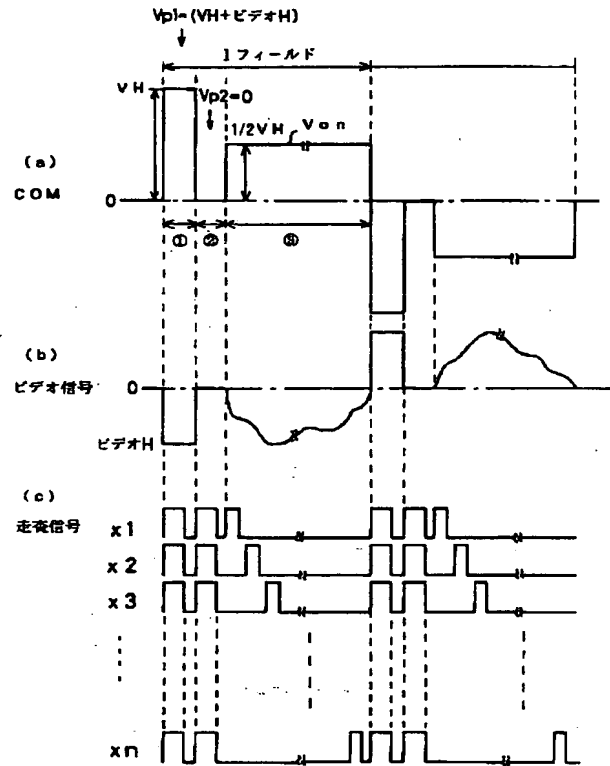 Vp1=(VH+ビデオH)
1フィールド
VH
Vp2=0
1/2VH
Von
(a)
COM
0
① ② ③
(b)
ビデオ信号
0
ビデオH
(c)
走査信号
x1
x2
x3
xn